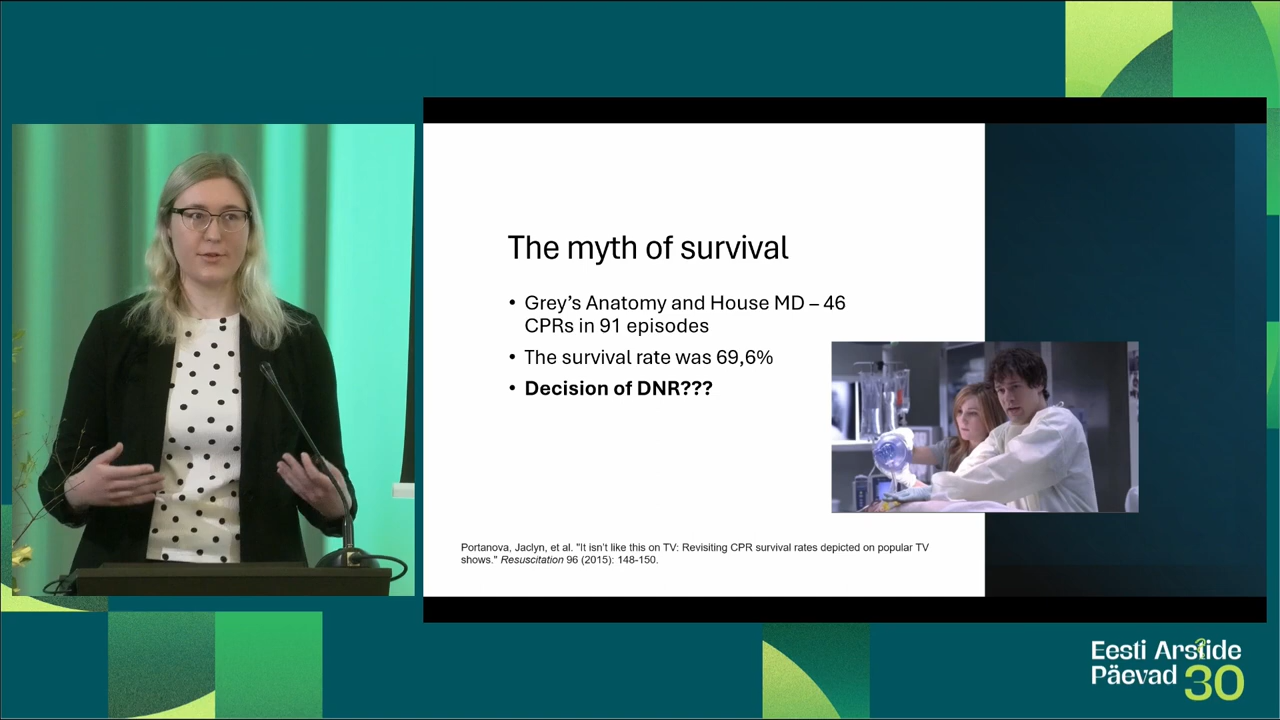 The myth of survival
• Grey's Anatomy and House MD – 46
CPRs in 91 episodes
• The survival rate was 69,6%
• Decision of DNR???
Portanova, Jaclyn, et al. "It isn't like this on TV: Revisiting CPR survival rates depicted on popular TV
shows." Resuscitation 96 (2015): 148-150.
Eesti Arstide
Päevad 30